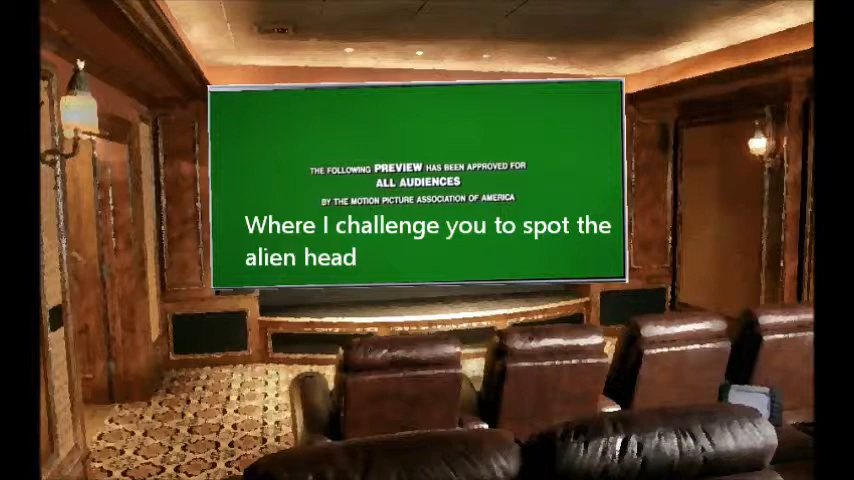 THE FOLLOWING PREVIEW HAS BEEN APPROVED FOR
ALL AUDIENCES
BY THE MOTION PICTURE ASSOCIATION OF AMERICA
Where I challenge you to spot the
alien head